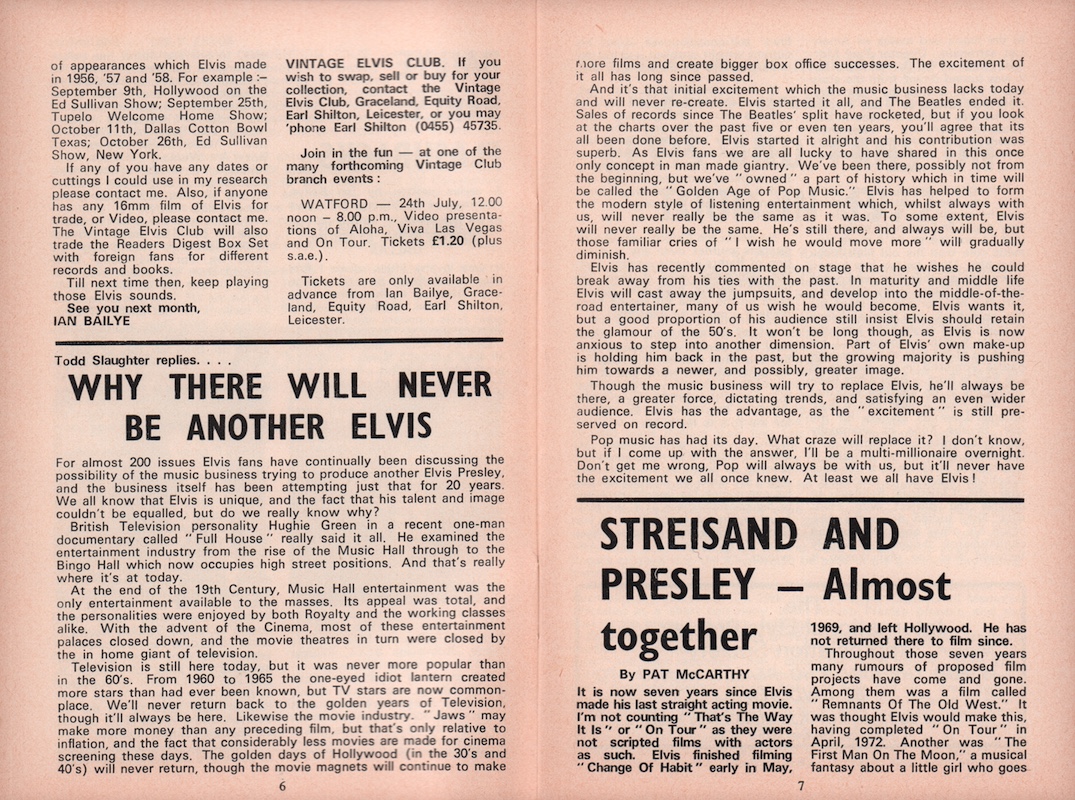 of appearances which Elvis made
in 1956, '57 and '58. For example :–
September 9th, Hollywood on the
Ed Sullivan Show; September 25th,
Tupelo Welcome Home Show;
October 11th, Dallas Cotton Bowl
Texas; October 26th, Ed Sullivan
Show, New York.
If any of you have any dates or
cuttings I could use in my research
please contact me. Also, if anyone
has any 16mm film of Elvis for
trade, or Video, please contact me.
The Vintage Elvis Club will also
trade the Readers Digest Box Set
with foreign fans for different
records and books.
Till next time then, keep playing
those Elvis sounds.
See you next month,
IAN BAILYE
VINTAGE ELVIS CLUB. If you
wish to swap, sell or buy for your
collection, contact the Vintage
Elvis Club, Graceland, Equity Road,
Earl Shilton, Leicester, or you may
'phone Earl Shilton (0455) 45735.
Join in the fun — at one of the
many forthcoming Vintage Club
branch events :
WATFORD — 24th July, 12.00
noon – 8.00 p.m., Video presenta-
tions of Aloha, Viva Las Vegas
and On Tour. Tickets £1.20 (plus
s.a.e.).
Tickets are only available in
advance from Ian Bailye, Grace-
land, Equity Road, Earl Shilton,
Leicester.
Todd Slaughter replies. . . .
WHY THERE WILL NEVER
BE ANOTHER ELVIS
For almost 200 issues Elvis fans have continually been discussing the
possibility of the music business trying to produce another Elvis Presley,
and the business itself has been attempting just that for 20 years.
We all know that Elvis is unique, and the fact that his talent and image
couldn't be equalled, but do we really know why?
British Television personality Hughie Green in a recent one-man
documentary called "Full House" really said it all. He examined the
entertainment industry from the rise of the Music Hall through to the
Bingo Hall which now occupies high street positions. And that's really
where it's at today.
At the end of the 19th Century, Music Hall entertainment was the
only entertainment available to the masses. Its appeal was total, and
the personalities were enjoyed by both Royalty and the working classes
alike. With the advent of the Cinema, most of these entertainment
palaces closed down, and the movie theatres in turn were closed by
the in home giant of television.
Television is still here today, but it was never more popular than
in the 60's. From 1960 to 1965 the one-eyed idiot lantern created
more stars than had ever been known, but TV stars are now common-
place. We'll never return back to the golden years of Television,
though it'll always be here. Likewise the movie industry. "Jaws" may
make more money than any preceding film, but that's only relative to
inflation, and the fact that considerably less movies are made for cinema
screening these days. The golden days of Hollywood (in the 30's and
40's) will never return, though the movie magnets will continue to make
6
more films and create bigger box office successes. The excitement of
it all has long since passed.
And it's that initial excitement which the music business lacks today
and will never re-create. Elvis started it all, and The Beatles ended it.
Sales of records since The Beatles' split have rocketed, but if you look
at the charts over the past five or even ten years, you'll agree that its
all been done before. Elvis started it alright and his contribution was
superb. As Elvis fans we are all lucky to have shared in this once
only concept in man made giantry. We've been there, possibly not from
the beginning, but we've "owned" a part of history which in time will
be called the "Golden Age of Pop Music." Elvis has helped to form
the modern style of listening entertainment which, whilst always with
us, will never really be the same as it was. To some extent, Elvis
will never really be the same. He's still there, and always will be, but
those familiar cries of "I wish he would move more" will gradually
diminish.
Elvis has recently commented on stage that he wishes he could
break away from his ties with the past. In maturity and middle life
Elvis will cast away the jumpsuits, and develop into the middle-of-the-
road entertainer, many of us wish he would become. Elvis wants it,
but a good proportion of his audience still insist Elvis should retain
the glamour of the 50's. It won't be long though, as Elvis is now
anxious to step into another dimension. Part of Elvis' own make-up
is holding him back in the past, but the growing majority is pushing
him towards a newer, and possibly, greater image.
Though the music business will try to replace Elvis, he'll always be
there, a greater force, dictating trends, and satisfying an even wider
audience. Elvis has the advantage, as the "excitement" is still pre-
served on record.
Pop music has had its day. What craze will replace it? I don't know,
but if I come up with the answer, I'll be a multi-millionaire overnight.
Don't get me wrong, Pop will always be with us, but it'll never have
the excitement we all once knew. At least we all have Elvis!
STREISAND AND
PRESLEY – Almost
together
By PAT McCARTHY
It is now seven years since Elvis
made his last straight acting movie.
I'm not counting "That's The Way
It Is" or "On Tour" as they were
not scripted films with actors
as such. Elvis finished filming
"Change Of Habit" early in May,
1969, and left Hollywood. He has
not returned there to film since.
Throughout those seven years
many rumours of proposed film
projects have come and gone.
Among them was a film called
"Remnants Of The Old West." It
was thought Elvis would make this,
having completed "On Tour" in
April, 1972. Another was "The
First Man On The Moon," a musical
fantasy about a little girl who goes
7